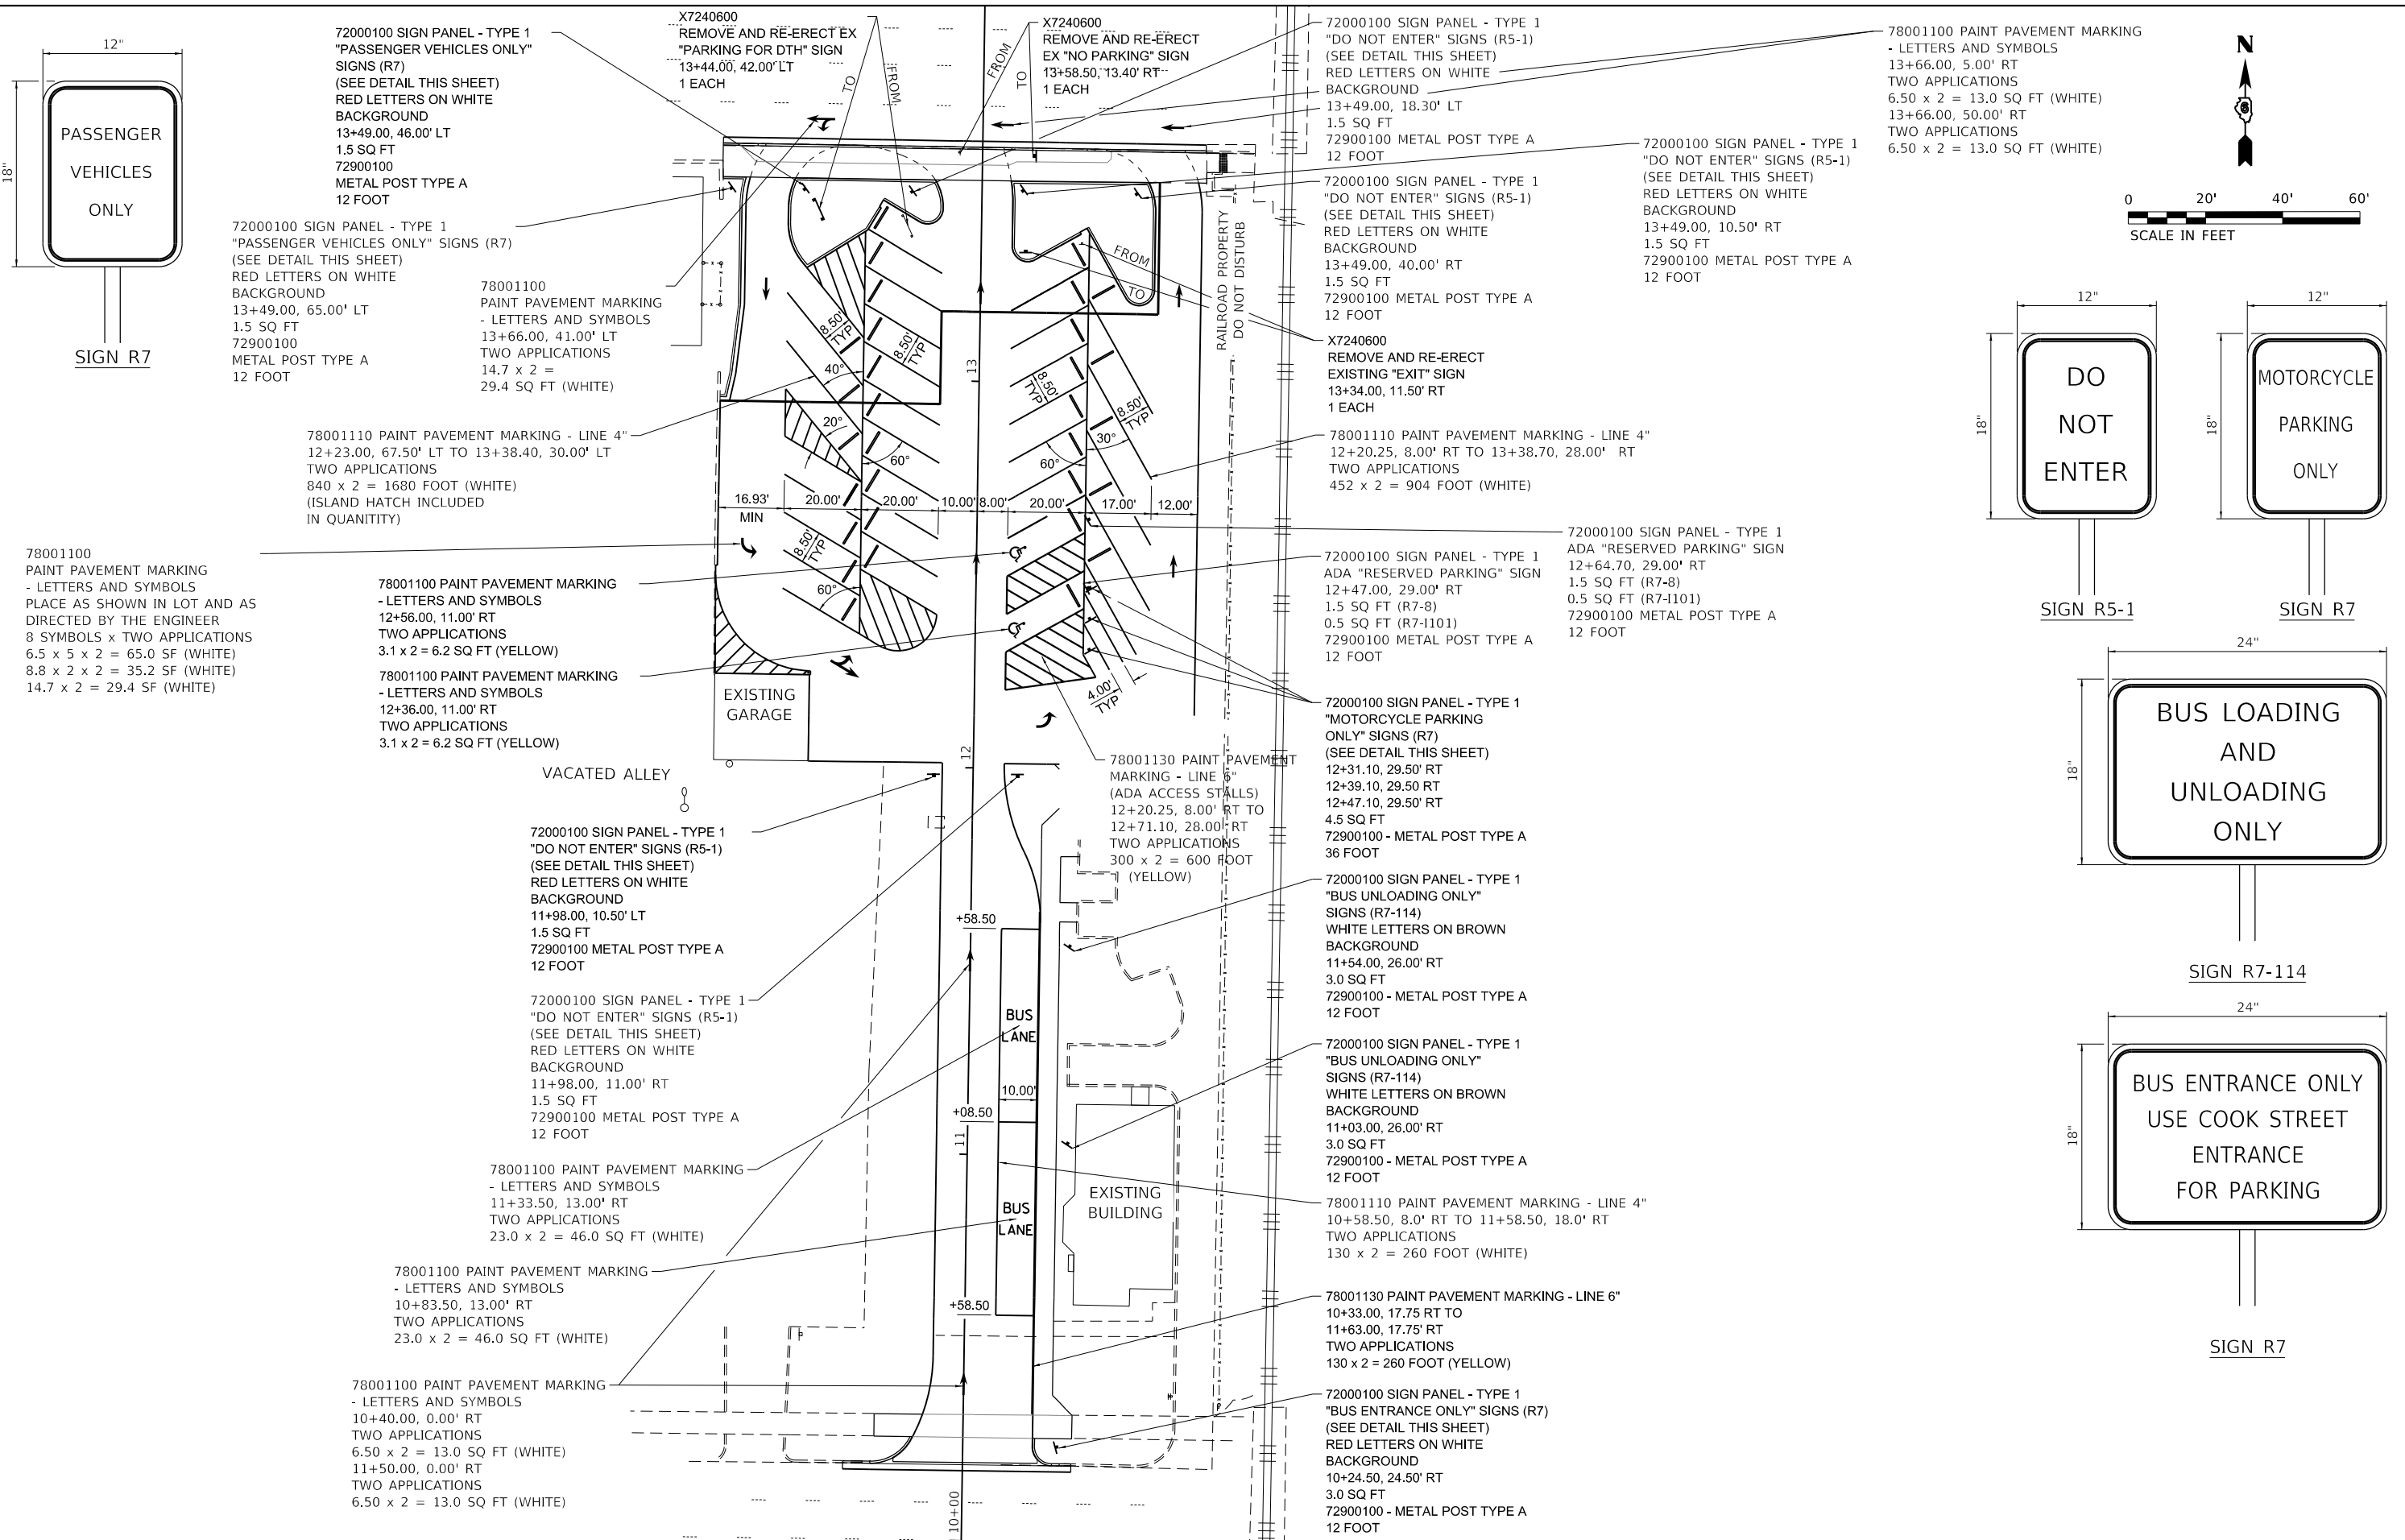 12"
18"
PASSENGER
VEHICLES
ONLY
SIGN R7
72000100 SIGN PANEL - TYPE 1
"PASSENGER VEHICLES ONLY"
SIGNS (R7)
(SEE DETAIL THIS SHEET)
RED LETTERS ON WHITE
BACKGROUND
13+49.00, 46.00' LT
1.5 SQ FT
72900100
METAL POST TYPE A
12 FOOT
X7240600
REMOVE AND RE-ERECT EX
"PARKING FOR DTH" SIGN
13+44.00, 42.00' LT
1 EACH
TO
FROM
X7240600
REMOVE AND RE-ERECT
EX "NO PARKING" SIGN
13+58.50, 13.40' RT
1 EACH
FROM
TO
72000100 SIGN PANEL - TYPE 1
"DO NOT ENTER" SIGNS (R5-1)
(SEE DETAIL THIS SHEET)
RED LETTERS ON WHITE
BACKGROUND
13+49.00, 18.30' LT
1.5 SQ FT
72900100 METAL POST TYPE A
12 FOOT
78001100 PAINT PAVEMENT MARKING
- LETTERS AND SYMBOLS
13+66.00, 5.00' RT
TWO APPLICATIONS
6.50 x 2 = 13.0 SQ FT (WHITE)
13+66.00, 50.00' RT
TWO APPLICATIONS
6.50 x 2 = 13.0 SQ FT (WHITE)
N
0 20' 40' 60'
SCALE IN FEET
72000100 SIGN PANEL - TYPE 1
"DO NOT ENTER" SIGNS (R5-1)
(SEE DETAIL THIS SHEET)
RED LETTERS ON WHITE
BACKGROUND
13+49.00, 10.50' RT
1.5 SQ FT
72900100 METAL POST TYPE A
12 FOOT
72000100 SIGN PANEL - TYPE 1
"DO NOT ENTER" SIGNS (R5-1)
(SEE DETAIL THIS SHEET)
RED LETTERS ON WHITE
BACKGROUND
13+49.00, 40.00' RT
1.5 SQ FT
72900100 METAL POST TYPE A
12 FOOT
72000100 SIGN PANEL - TYPE 1
"PASSENGER VEHICLES ONLY" SIGNS (R7)
(SEE DETAIL THIS SHEET)
RED LETTERS ON WHITE
BACKGROUND
13+49.00, 65.00' LT
1.5 SQ FT
72900100
METAL POST TYPE A
12 FOOT
78001100
PAINT PAVEMENT MARKING
- LETTERS AND SYMBOLS
13+66.00, 41.00' LT
TWO APPLICATIONS
14.7 x 2 =
29.4 SQ FT (WHITE)
RAILROAD PROPERTY
DO NOT DISTURB
FROM
TO
X7240600
REMOVE AND RE-ERECT
EXISTING "EXIT" SIGN
13+34.00, 11.50' RT
1 EACH
8.50'
TYP
8.50'
TYP
8.50'
TYP
8.50'
TYP
40°
20°
60°
60°
30°
13
78001110 PAINT PAVEMENT MARKING - LINE 4"
12+23.00, 67.50' LT TO 13+38.40, 30.00' LT
TWO APPLICATIONS
840 x 2 = 1680 FOOT (WHITE)
(ISLAND HATCH INCLUDED
IN QUANITITY)
78001110 PAINT PAVEMENT MARKING - LINE 4"
12+20.25, 8.00' RT TO 13+38.70, 28.00' RT
TWO APPLICATIONS
452 x 2 = 904 FOOT (WHITE)
16.93'
MIN
20.00' 20.00' 10.00' 8.00' 20.00' 17.00' 12.00'
8.50'
TYP
60°
78001100
PAINT PAVEMENT MARKING
- LETTERS AND SYMBOLS
PLACE AS SHOWN IN LOT AND AS
DIRECTED BY THE ENGINEER
8 SYMBOLS x TWO APPLICATIONS
6.5 x 5 x 2 = 65.0 SF (WHITE)
8.8 x 2 x 2 = 35.2 SF (WHITE)
14.7 x 2 = 29.4 SF (WHITE)
78001100 PAINT PAVEMENT MARKING
- LETTERS AND SYMBOLS
12+56.00, 11.00' RT
TWO APPLICATIONS
3.1 x 2 = 6.2 SQ FT (YELLOW)
78001100 PAINT PAVEMENT MARKING
- LETTERS AND SYMBOLS
12+36.00, 11.00' RT
TWO APPLICATIONS
3.1 x 2 = 6.2 SQ FT (YELLOW)
72000100 SIGN PANEL - TYPE 1
ADA "RESERVED PARKING" SIGN
12+47.00, 29.00' RT
1.5 SQ FT (R7-8)
0.5 SQ FT (R7-I101)
72900100 METAL POST TYPE A
12 FOOT
72000100 SIGN PANEL - TYPE 1
ADA "RESERVED PARKING" SIGN
12+64.70, 29.00' RT
1.5 SQ FT (R7-8)
0.5 SQ FT (R7-I101)
72900100 METAL POST TYPE A
12 FOOT
12"
18"
DO
NOT
ENTER
SIGN R5-1
12"
18"
MOTORCYCLE
PARKING
ONLY
SIGN R7
EXISTING
GARAGE
4.00'
TYP
12
72000100 SIGN PANEL - TYPE 1
"MOTORCYCLE PARKING
ONLY" SIGNS (R7)
(SEE DETAIL THIS SHEET)
12+31.10, 29.50' RT
12+39.10, 29.50 RT
12+47.10, 29.50' RT
4.5 SQ FT
72900100 - METAL POST TYPE A
36 FOOT
78001130 PAINT PAVEMENT
MARKING - LINE 6"
(ADA ACCESS STALLS)
12+20.25, 8.00' RT TO
12+71.10, 28.00' RT
TWO APPLICATIONS
300 x 2 = 600 FOOT
(YELLOW)
VACATED ALLEY
24"
18"
BUS LOADING
AND
UNLOADING
ONLY
SIGN R7-114
72000100 SIGN PANEL - TYPE 1
"DO NOT ENTER" SIGNS (R5-1)
(SEE DETAIL THIS SHEET)
RED LETTERS ON WHITE
BACKGROUND
11+98.00, 10.50' LT
1.5 SQ FT
72900100 METAL POST TYPE A
12 FOOT
72000100 SIGN PANEL - TYPE 1
"BUS UNLOADING ONLY"
SIGNS (R7-114)
WHITE LETTERS ON BROWN
BACKGROUND
11+54.00, 26.00' RT
3.0 SQ FT
72900100 - METAL POST TYPE A
12 FOOT
+58.50
BUS
LANE
10.00'
+08.50
11
72000100 SIGN PANEL - TYPE 1
"DO NOT ENTER" SIGNS (R5-1)
(SEE DETAIL THIS SHEET)
RED LETTERS ON WHITE
BACKGROUND
11+98.00, 11.00' RT
1.5 SQ FT
72900100 METAL POST TYPE A
12 FOOT
72000100 SIGN PANEL - TYPE 1
"BUS UNLOADING ONLY"
SIGNS (R7-114)
WHITE LETTERS ON BROWN
BACKGROUND
11+03.00, 26.00' RT
3.0 SQ FT
72900100 - METAL POST TYPE A
12 FOOT
24"
18"
BUS ENTRANCE ONLY
USE COOK STREET
ENTRANCE
FOR PARKING
SIGN R7
78001100 PAINT PAVEMENT MARKING
- LETTERS AND SYMBOLS
11+33.50, 13.00' RT
TWO APPLICATIONS
23.0 x 2 = 46.0 SQ FT (WHITE)
BUS
LANE
EXISTING
BUILDING
78001110 PAINT PAVEMENT MARKING - LINE 4"
10+58.50, 8.0' RT TO 11+58.50, 18.0' RT
TWO APPLICATIONS
130 x 2 = 260 FOOT (WHITE)
78001100 PAINT PAVEMENT MARKING
- LETTERS AND SYMBOLS
10+83.50, 13.00' RT
TWO APPLICATIONS
23.0 x 2 = 46.0 SQ FT (WHITE)
+58.50
78001130 PAINT PAVEMENT MARKING - LINE 6"
10+33.00, 17.75 RT TO
11+63.00, 17.75' RT
TWO APPLICATIONS
130 x 2 = 260 FOOT (YELLOW)
78001100 PAINT PAVEMENT MARKING
- LETTERS AND SYMBOLS
10+40.00, 0.00' RT
TWO APPLICATIONS
6.50 x 2 = 13.0 SQ FT (WHITE)
11+50.00, 0.00' RT
TWO APPLICATIONS
6.50 x 2 = 13.0 SQ FT (WHITE)
72000100 SIGN PANEL - TYPE 1
"BUS ENTRANCE ONLY" SIGNS (R7)
(SEE DETAIL THIS SHEET)
RED LETTERS ON WHITE
BACKGROUND
10+24.50, 24.50' RT
3.0 SQ FT
72900100 - METAL POST TYPE A
12 FOOT
10+00